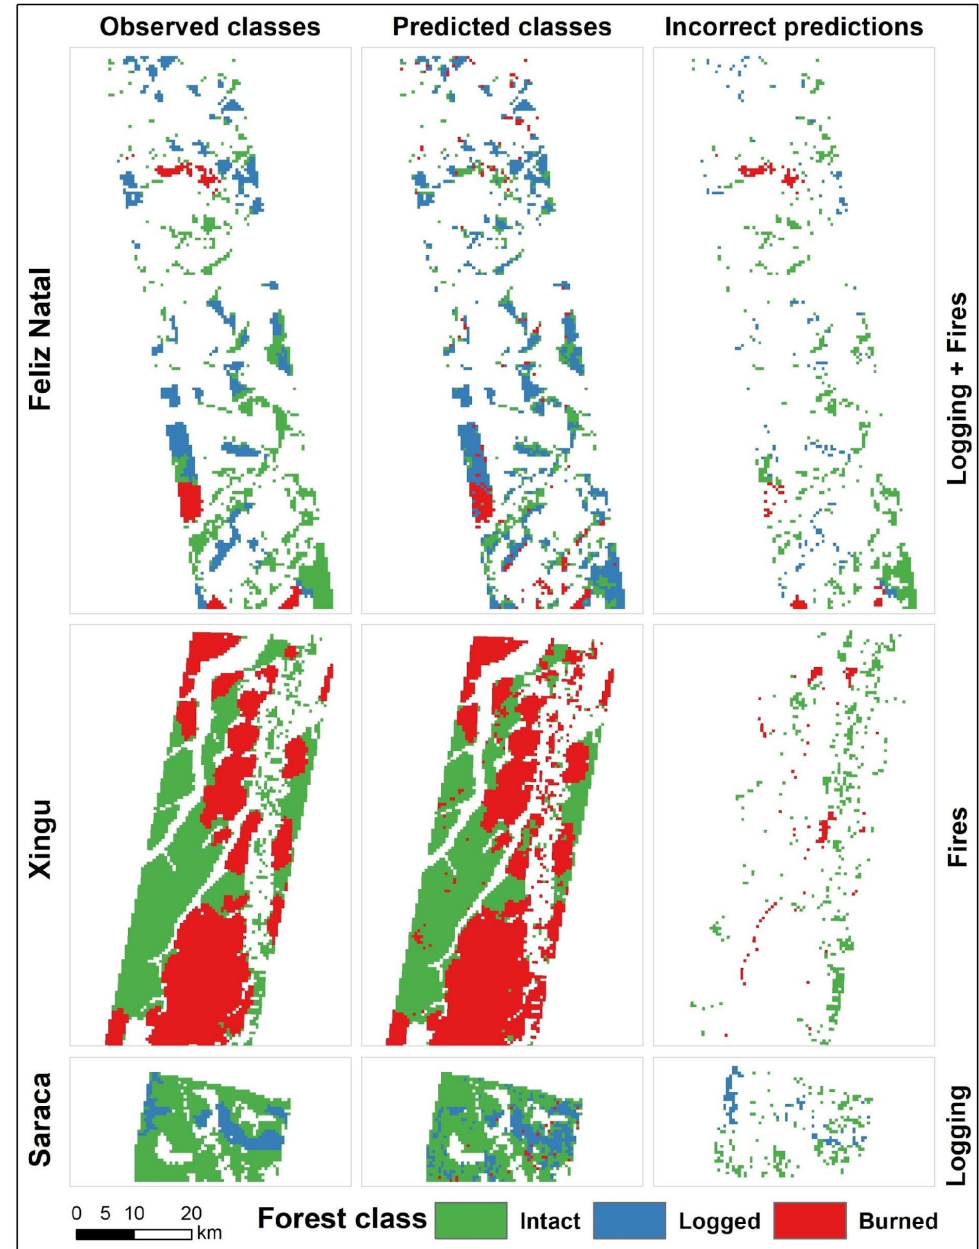 Observed classes
Predicted classes
Incorrect predictions
Feliz Natal
Logging + Fires
Xingu
Fires
Saraca
Logging
0 5 10 20
km
Forest class
Intact
Logged
Burned